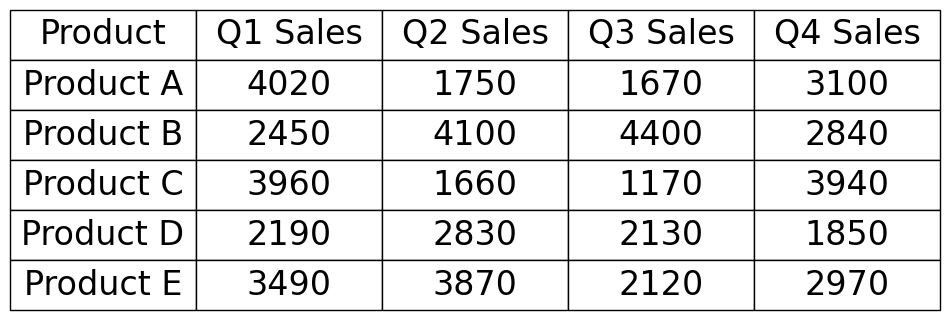 Product Q1 Sales Q2 Sales Q3 Sales Q4 Sales
Product A 4020 1750 1670 3100
Product B 2450 4100 4400 2840
Product C 3960 1660 1170 3940
Product D 2190 2830 2130 1850
Product E 3490 3870 2120 2970